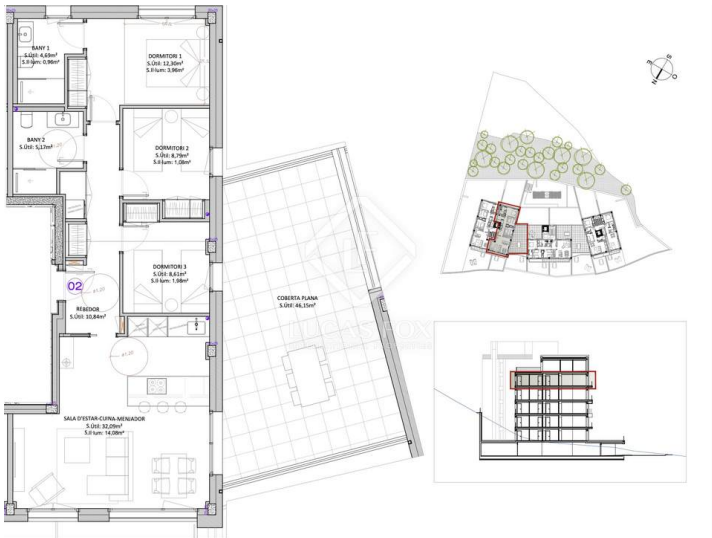 BANY 1
S.Útil: 4,69m²
S.Il·lum: 0,96m²
DORMITORI 1
S.Útil: 12,30m²
S.Il·lum: 3,96m²
BANY 2
S.Útil: 5,17m²
DORMITORI 2
S.Útil: 8,79m²
S.Il·lum: 1,08m²
DORMITORI 3
S.Útil: 8,61m²
S.Il·lum: 1,98m²
02
REBEDOR
S.Útil: 10,84m²
COBERTA PLANA
S.Útil: 46,15m²
LUCAS FOX
SALA D'ESTAR-CUINA-MENJADOR
S.Útil: 32,09m²
S.Il·lum: 14,08m²
S
E
O
N